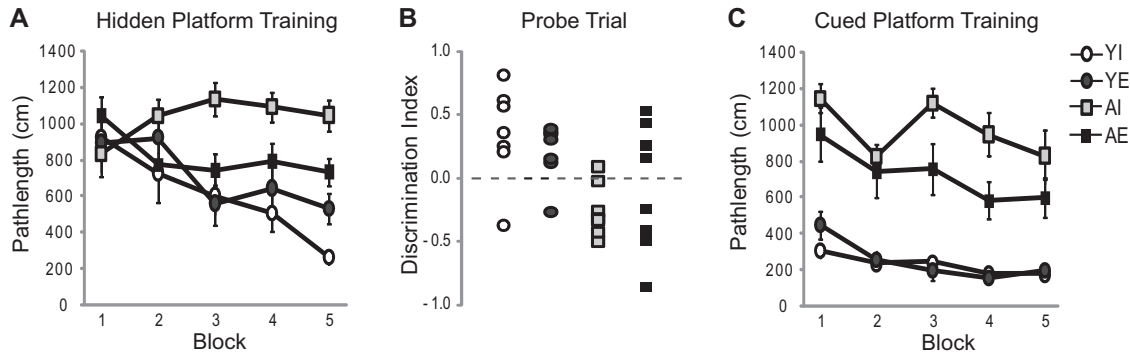 A Hidden Platform Training
Pathlength (cm)
1400
1200
1000
800
600
400
200
0
1 2 3 4 5
Block
B Probe Trial
Discrimination Index
1.0
0.5
0.0
-0.5
-1.0
C Cued Platform Training
Pathlength (cm)
1400
1200
1000
800
600
400
200
0
1 2 3 4 5
Block
YI
YE
AI
AE